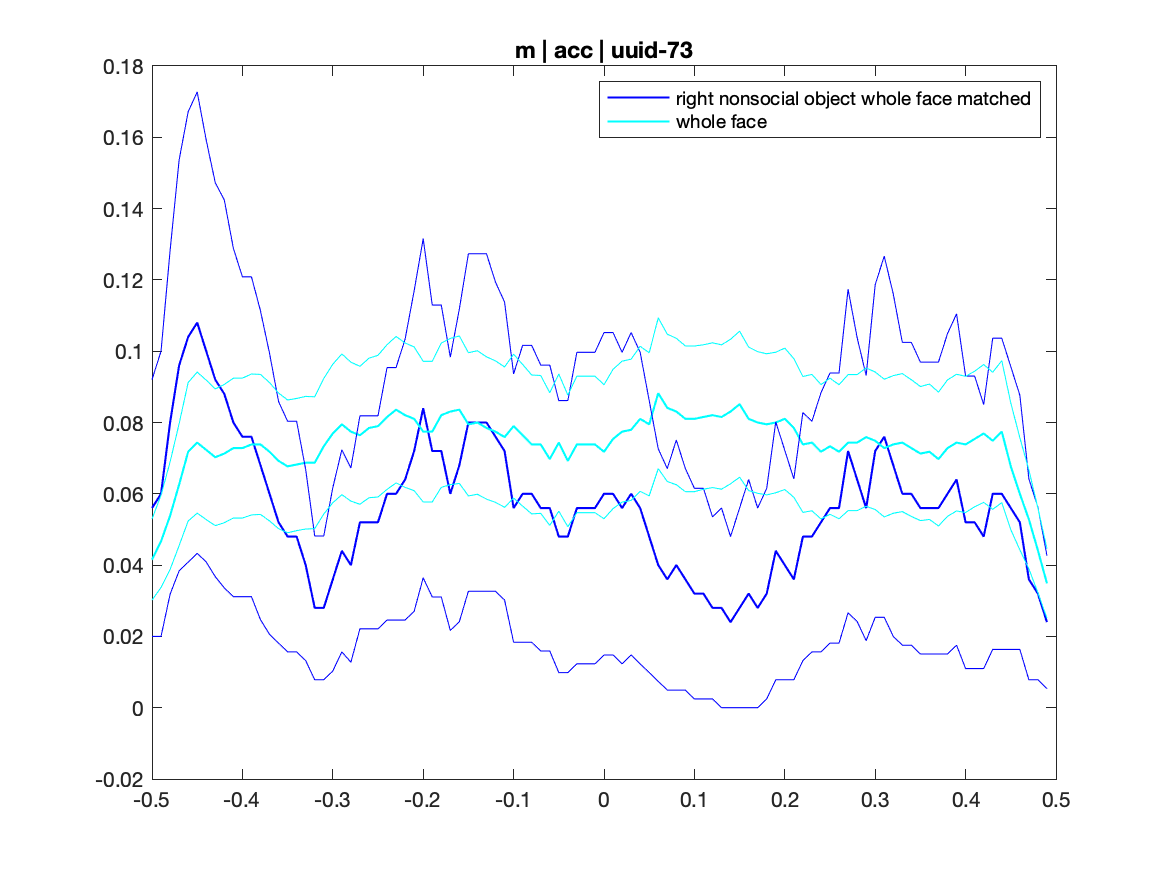 m | acc | uuid-73
right nonsocial object whole face matched
whole face
0.18
0.16
0.14
0.12
0.1
0.08
0.06
0.04
0.02
0
-0.02
-0.5 -0.4 -0.3 -0.2 -0.1 0 0.1 0.2 0.3 0.4 0.5